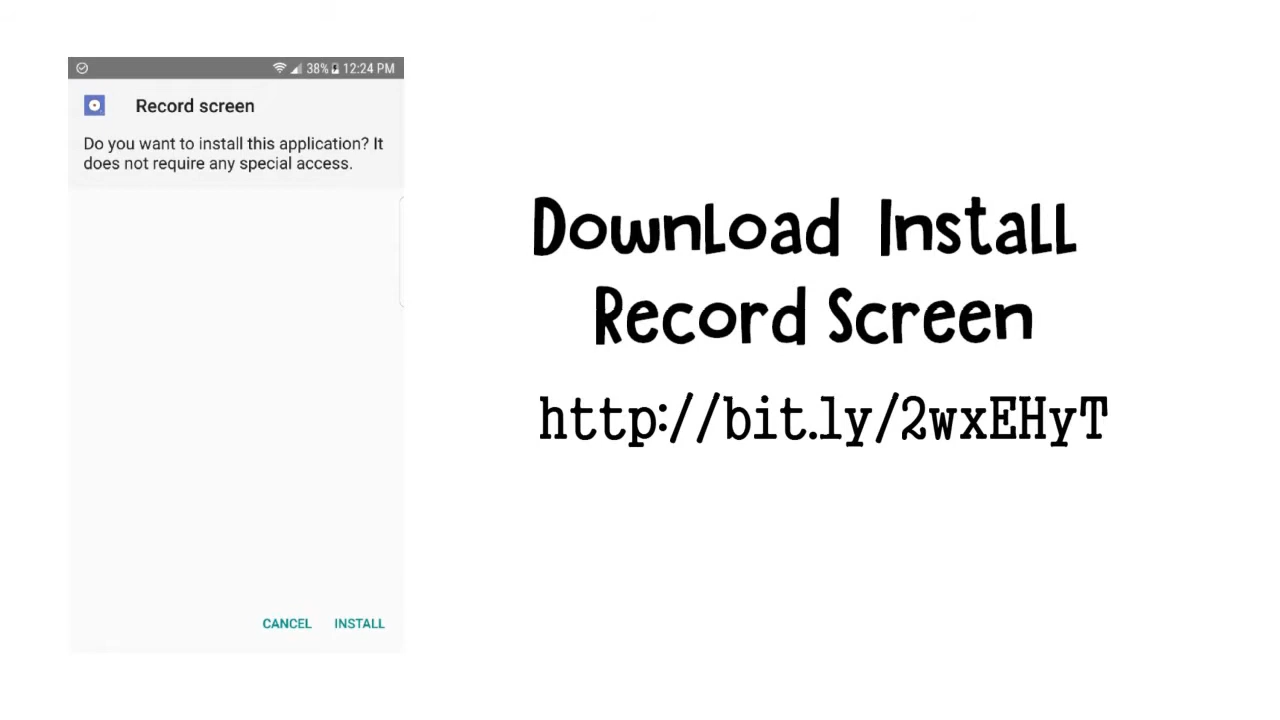 38% 12:24 PM
Record screen
Do you want to install this application? It
does not require any special access.
CANCEL INSTALL
Download Install
Record Screen
http://bit.ly/2wxEHyT